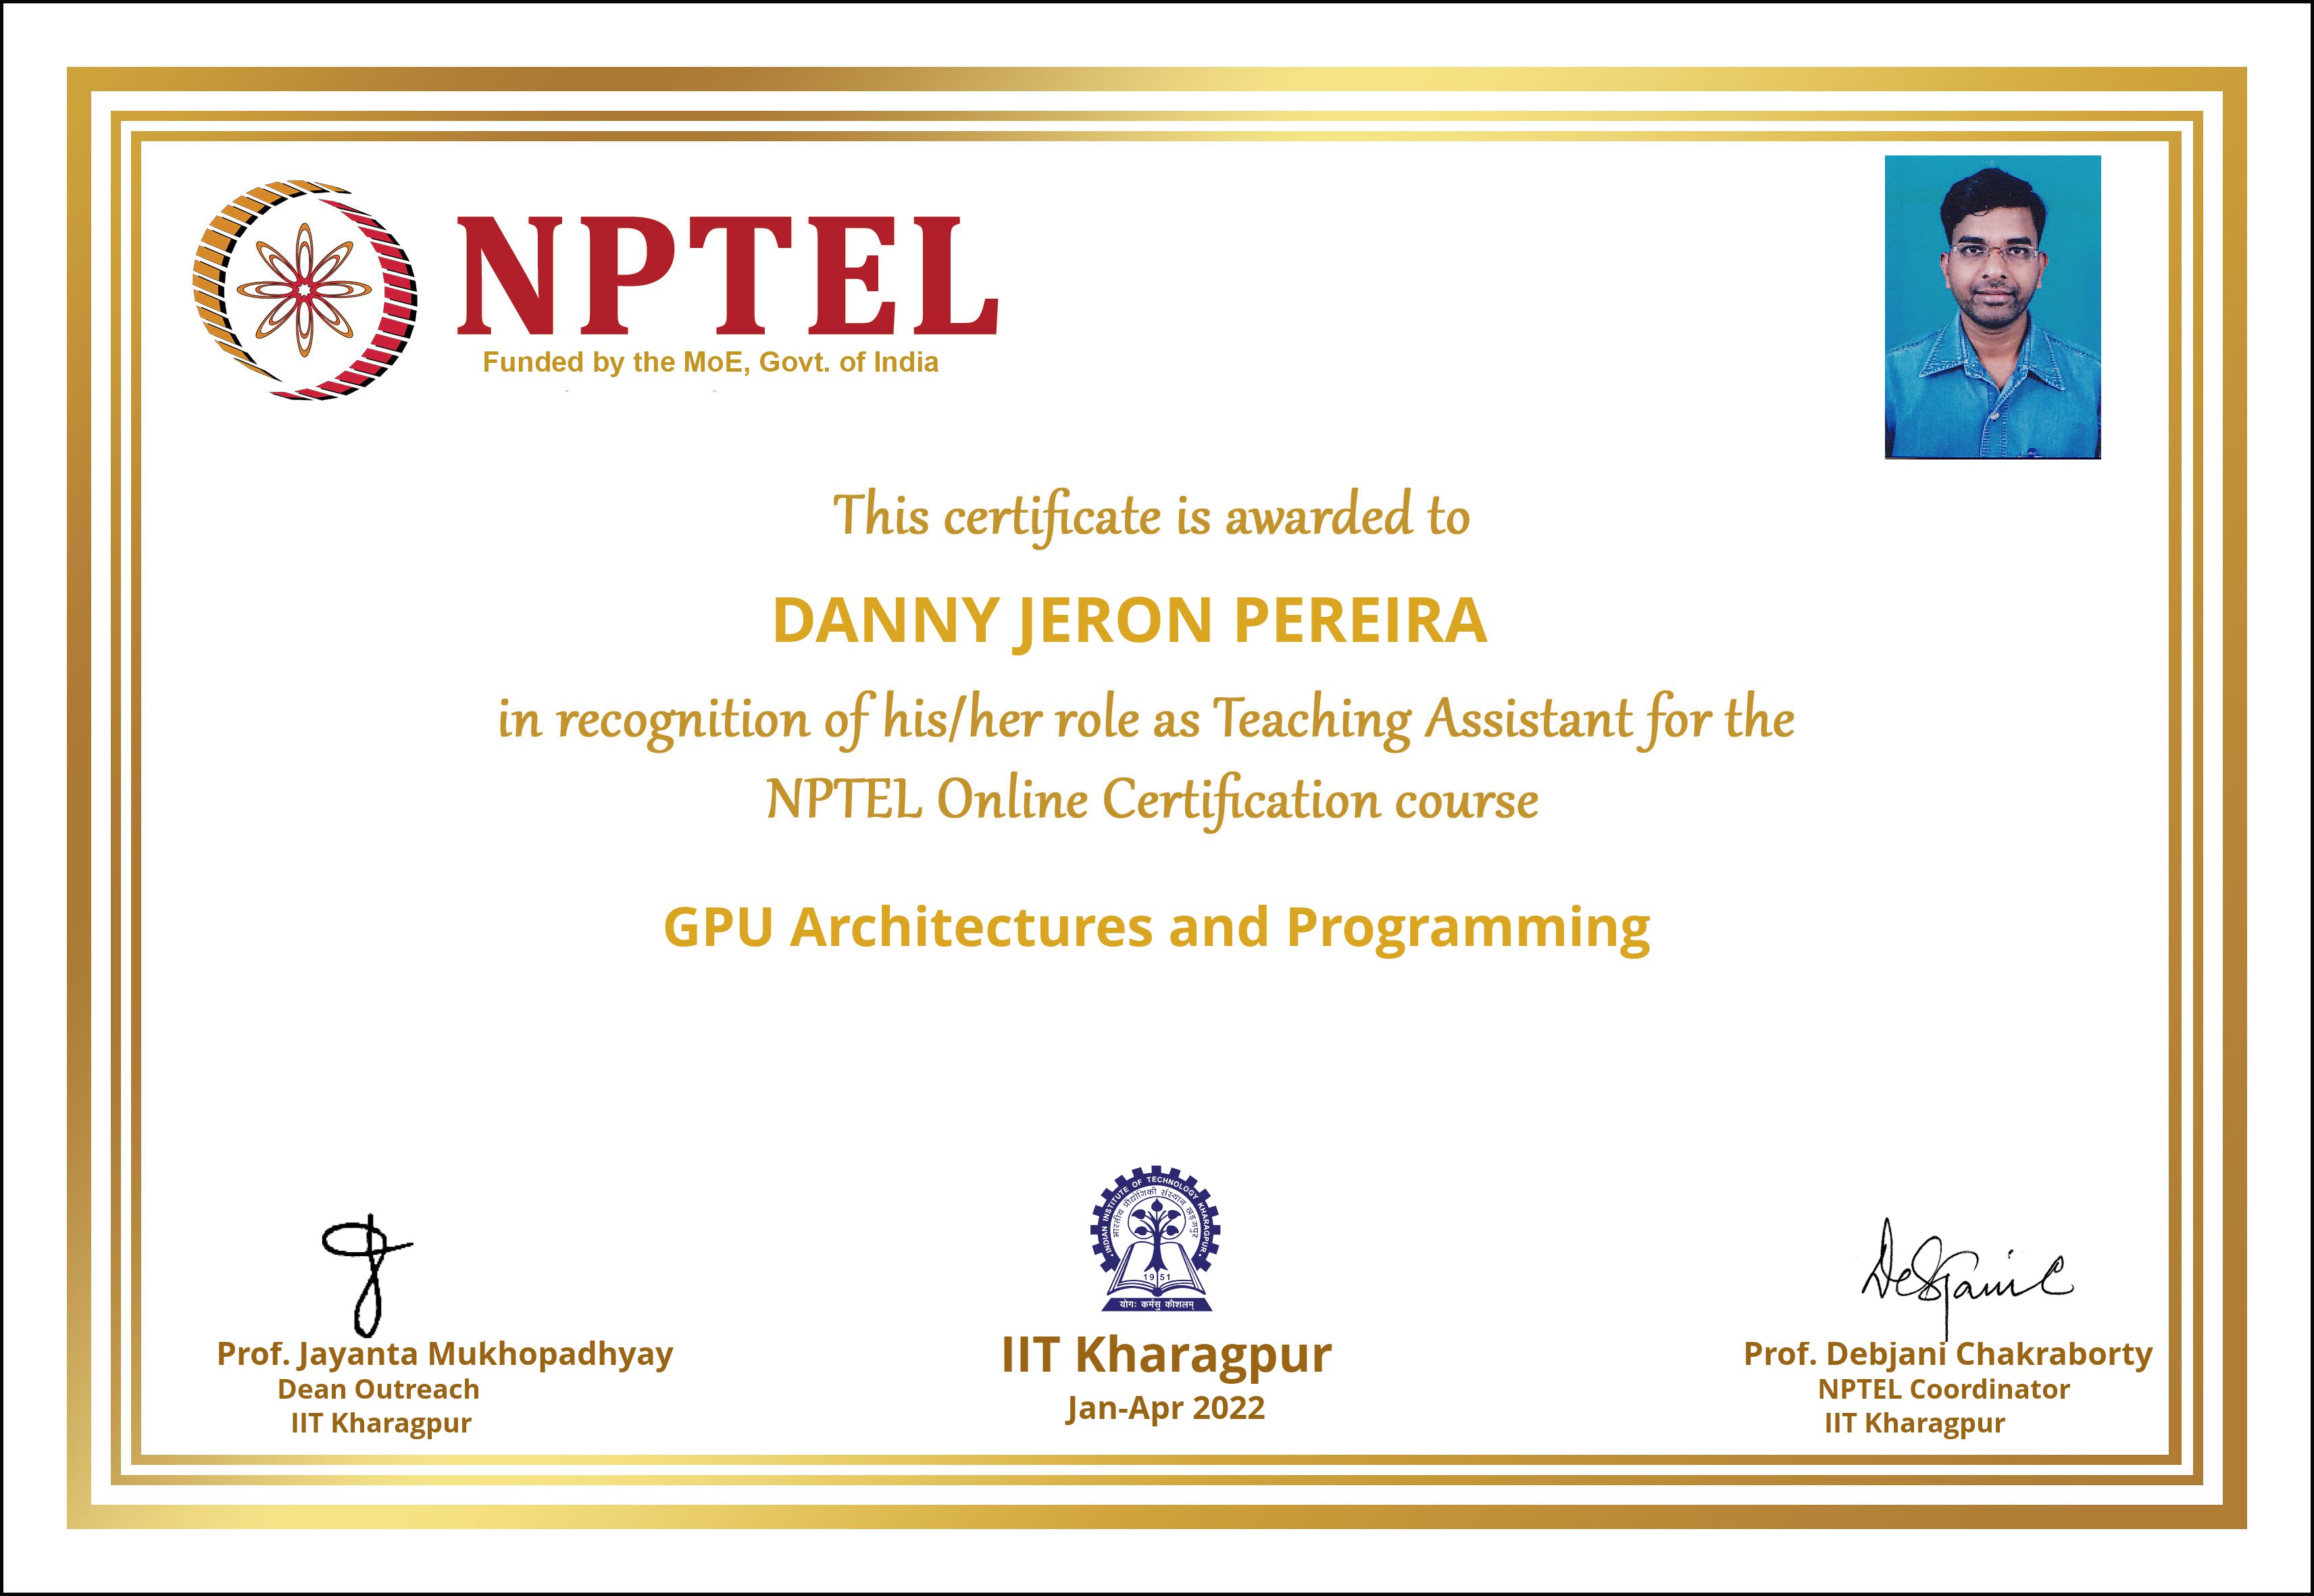 NPTEL
Funded by the MoE, Govt. of India
This certificate is awarded to
DANNY JERON PEREIRA
in recognition of his/her role as Teaching Assistant for the
NPTEL Online Certification course
GPU Architectures and Programming
INDIAN INSTITUTE OF TECHNOLOGY KHARAGPUR
भारतीय प्रौद्योगिकी संस्थान खड़गपुर
1951
योगः कर्मसु कौशलम्
Prof. Jayanta Mukhopadhyay
Dean Outreach
IIT Kharagpur
IIT Kharagpur
Jan-Apr 2022
Prof. Debjani Chakraborty
NPTEL Coordinator
IIT Kharagpur